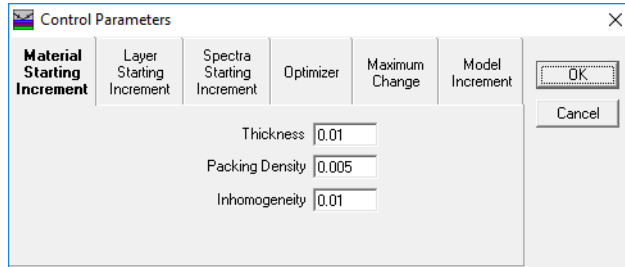 Control Parameters
Material
Starting
Increment
Layer
Starting
Increment
Spectra
Starting
Increment
Optimizer
Maximum
Change
Model
Increment
OK
Cancel
Thickness 0.01
Packing Density 0.005
Inhomogeneity 0.01